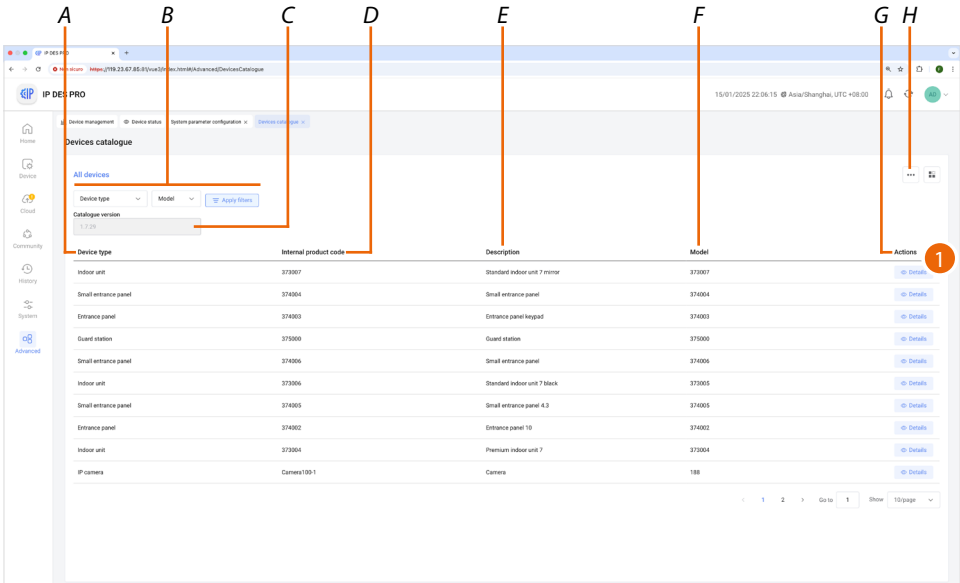 A B C D E F G H
IP DES PRO
Not secure https://119.23.67.85:81/vue3/index.html#/Advanced/DevicesCatalogue
IP DES PRO 15/01/2025 22:06:15 Asia/Shanghai, UTC +08:00 AD
Device management Device status System parameter configuration × Devices catalogue ×
Home
Devices catalogue
Device
All devices
Cloud
Device type Model Apply filters
Catalogue version
1.7.29
Community
Device type Internal product code Description Model Actions
1
History
Indoor unit 373007 Standard indoor unit 7 mirror 373007 Details
Small entrance panel 374004 Small entrance panel 374004 Details
System
Entrance panel 374003 Entrance panel keypad 374003 Details
Guard station 375000 Guard station 375000 Details
Advanced
Small entrance panel 374006 Small entrance panel 374006 Details
Indoor unit 373006 Standard indoor unit 7 black 373005 Details
Small entrance panel 374005 Small entrance panel 4.3 374005 Details
Entrance panel 374002 Entrance panel 10 374002 Details
Indoor unit 373004 Premium indoor unit 7 373004 Details
IP camera Camera100-1 Camera 188 Details
1 2 Go to 1 Show 10/page